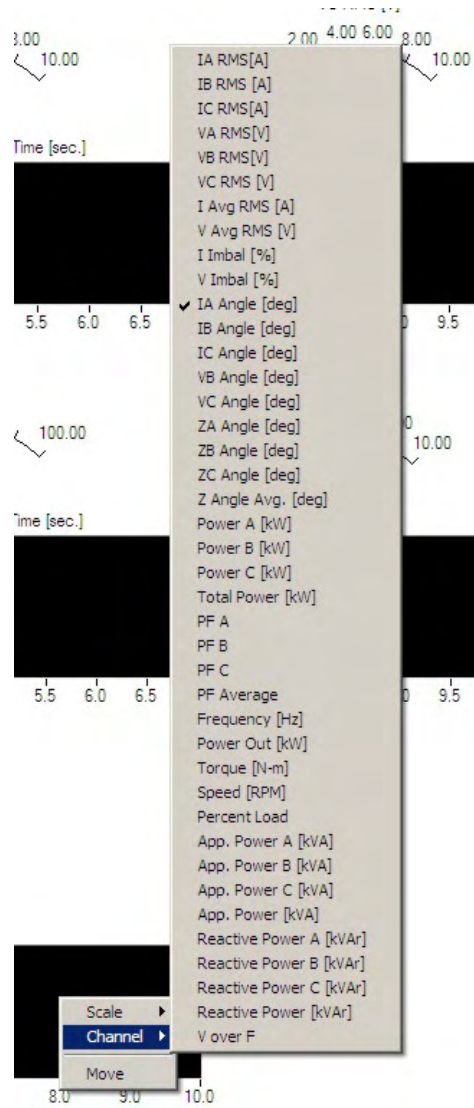 3.00
2.00 4.00 6.00 8.00
10.00
10.00
Time [sec.]
5.5 6.0 6.5
9.5
100.00
10.00
Time [sec.]
5.5 6.0 6.5
9.5
IA RMS[A]
IB RMS [A]
IC RMS[A]
VA RMS[V]
VB RMS[V]
VC RMS [V]
I Avg RMS [A]
V Avg RMS [V]
I Imbal [%]
V Imbal [%]
IA Angle [deg]
IB Angle [deg]
IC Angle [deg]
VB Angle [deg]
VC Angle [deg]
ZA Angle [deg]
ZB Angle [deg]
ZC Angle [deg]
Z Angle Avg. [deg]
Power A [kW]
Power B [kW]
Power C [kW]
Total Power [kW]
PF A
PF B
PF C
PF Average
Frequency [Hz]
Power Out [kW]
Torque [N-m]
Speed [RPM]
Percent Load
App. Power A [kVA]
App. Power B [kVA]
App. Power C [kVA]
App. Power [kVA]
Reactive Power A [kVAr]
Reactive Power B [kVAr]
Reactive Power C [kVAr]
Reactive Power [kVAr]
V over F
Scale
Channel
Move
8.0 9.0 10.0